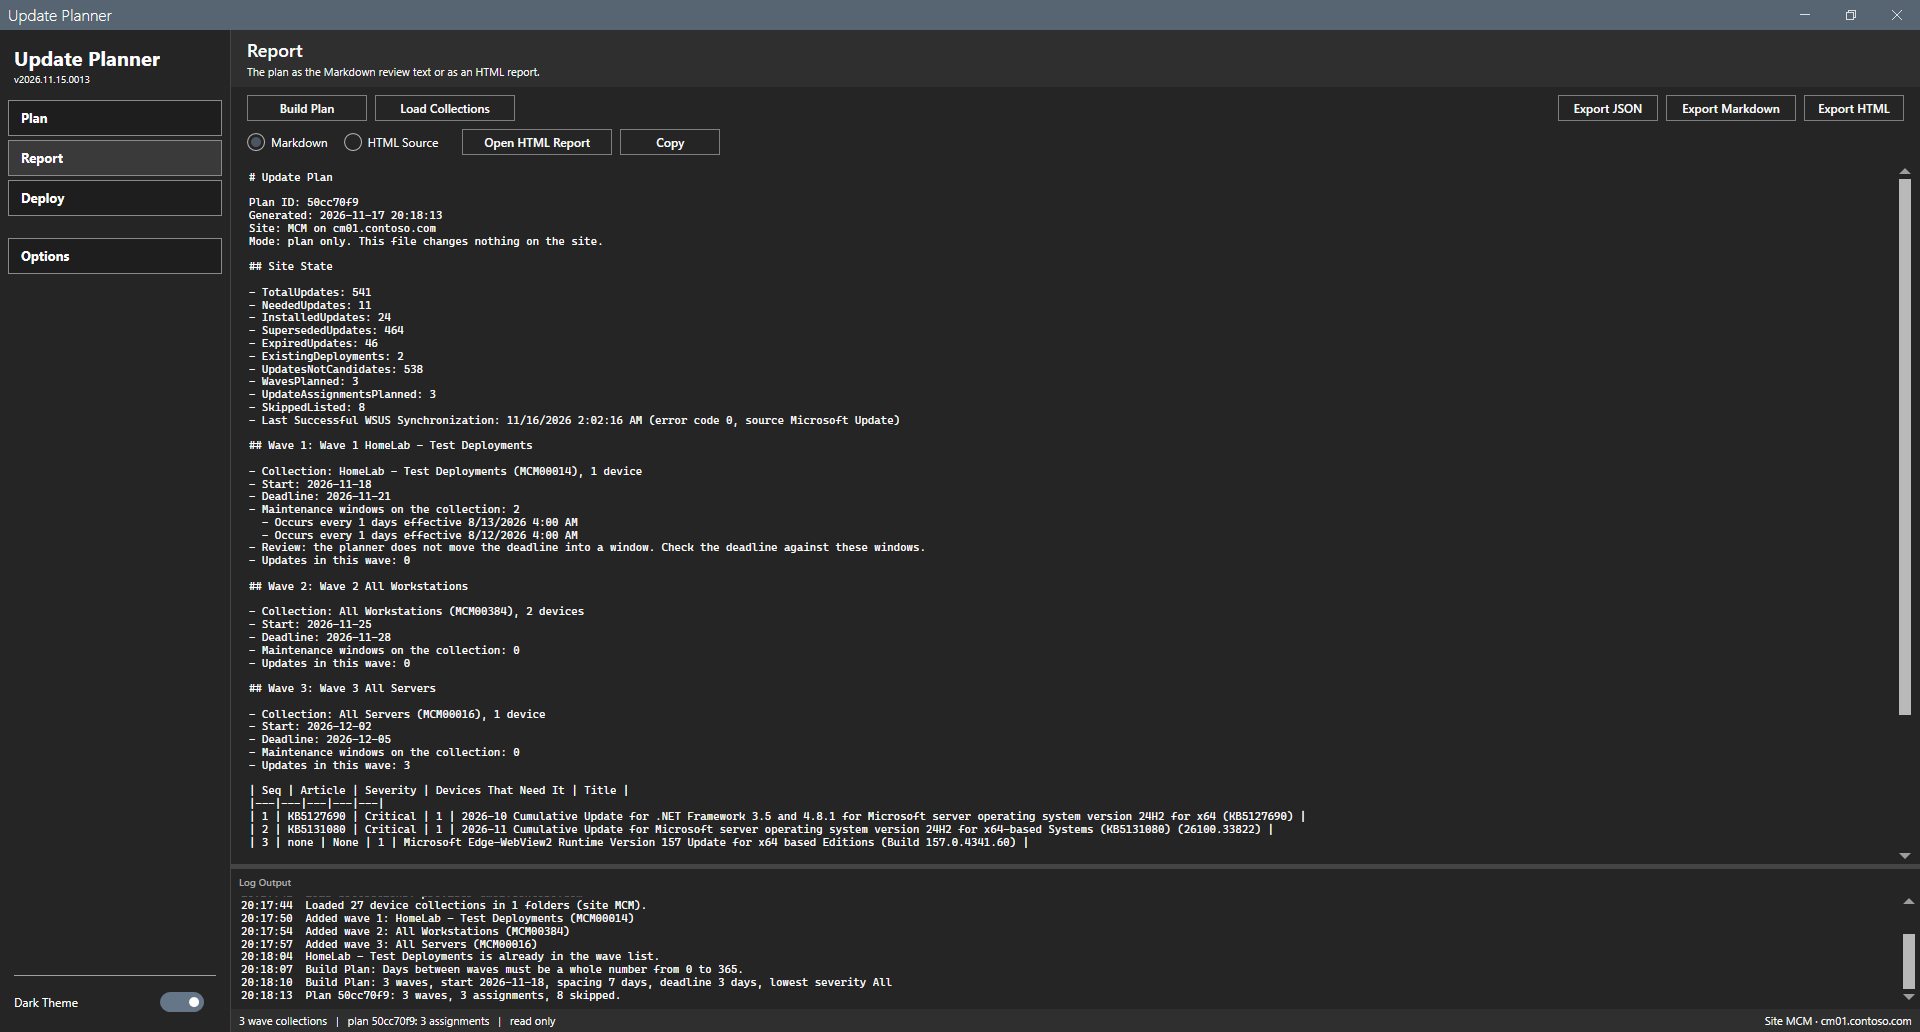 Update Planner
Update Planner
v2026.11.15.0013
Plan
Report
Deploy
Options
Dark Theme
Report
The plan as the Markdown review text or as an HTML report.
Build Plan
Load Collections
Export JSON
Export Markdown
Export HTML
Markdown
HTML Source
Open HTML Report
Copy
# Update Plan
Plan ID: 50cc70f9
Generated: 2026-11-17 20:18:13
Site: MCM on cm01.contoso.com
Mode: plan only. This file changes nothing on the site.
## Site State
- TotalUpdates: 541
- NeededUpdates: 11
- InstalledUpdates: 24
- SupersededUpdates: 464
- ExpiredUpdates: 46
- ExistingDeployments: 2
- UpdatesNotCandidates: 538
- WavesPlanned: 3
- UpdateAssignmentsPlanned: 3
- SkippedListed: 8
- Last Successful WSUS Synchronization: 11/16/2026 2:02:16 AM (error code 0, source Microsoft Update)
## Wave 1: Wave 1 HomeLab - Test Deployments
- Collection: HomeLab - Test Deployments (MCM00014), 1 device
- Start: 2026-11-18
- Deadline: 2026-11-21
- Maintenance windows on the collection: 2
- Occurs every 1 days effective 8/13/2026 4:00 AM
- Occurs every 1 days effective 8/12/2026 4:00 AM
- Review: the planner does not move the deadline into a window. Check the deadline against these windows.
- Updates in this wave: 0
## Wave 2: Wave 2 All Workstations
- Collection: All Workstations (MCM00384), 2 devices
- Start: 2026-11-25
- Deadline: 2026-11-28
- Maintenance windows on the collection: 0
- Updates in this wave: 0
## Wave 3: Wave 3 All Servers
- Collection: All Servers (MCM00016), 1 device
- Start: 2026-12-02
- Deadline: 2026-12-05
- Maintenance windows on the collection: 0
- Updates in this wave: 3
| Seq | Article | Severity | Devices That Need It | Title |
|---|---|---|---|---|
| 1 | KB5127690 | Critical | 1 | 2026-10 Cumulative Update for .NET Framework 3.5 and 4.8.1 for Microsoft server operating system version 24H2 for x64 (KB5127690) |
| 2 | KB5131080 | Critical | 1 | 2026-11 Cumulative Update for Microsoft server operating system version 24H2 for x64-based Systems (KB5131080) (26100.33822) |
| 3 | none | None | 1 | Microsoft Edge-WebView2 Runtime Version 157 Update for x64 based Editions (Build 157.0.4341.60) |
Log Output
20:17:44 Loaded 27 device collections in 1 folders (site MCM).
20:17:50 Added wave 1: HomeLab - Test Deployments (MCM00014)
20:17:54 Added wave 2: All Workstations (MCM00384)
20:17:57 Added wave 3: All Servers (MCM00016)
20:18:04 HomeLab - Test Deployments is already in the wave list.
20:18:07 Build Plan: Days between waves must be a whole number from 0 to 365.
20:18:10 Build Plan: 3 waves, start 2026-11-18, spacing 7 days, deadline 3 days, lowest severity All
20:18:13 Plan 50cc70f9: 3 waves, 3 assignments, 8 skipped.
3 wave collections | plan 50cc70f9: 3 assignments | read only
Site MCM · cm01.contoso.com